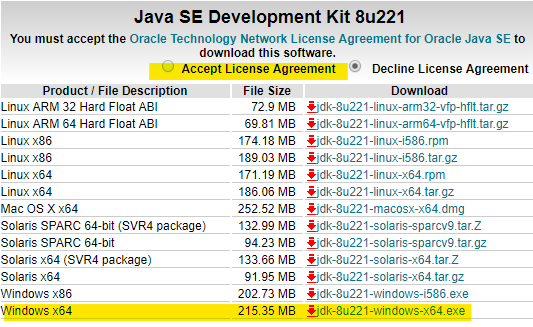 Java SE Development Kit 8u221
You must accept the Oracle Technology Network License Agreement for Oracle Java SE to
download this software.
Accept License Agreement Decline License Agreement
Product / File Description File Size Download
Linux ARM 32 Hard Float ABI 72.9 MB jdk-8u221-linux-arm32-vfp-hflt.tar.gz
Linux ARM 64 Hard Float ABI 69.81 MB jdk-8u221-linux-arm64-vfp-hflt.tar.gz
Linux x86 174.18 MB jdk-8u221-linux-i586.rpm
Linux x86 189.03 MB jdk-8u221-linux-i586.tar.gz
Linux x64 171.19 MB jdk-8u221-linux-x64.rpm
Linux x64 186.06 MB jdk-8u221-linux-x64.tar.gz
Mac OS X x64 252.52 MB jdk-8u221-macosx-x64.dmg
Solaris SPARC 64-bit (SVR4 package) 132.99 MB jdk-8u221-solaris-sparcv9.tar.Z
Solaris SPARC 64-bit 94.23 MB jdk-8u221-solaris-sparcv9.tar.gz
Solaris x64 (SVR4 package) 133.66 MB jdk-8u221-solaris-x64.tar.Z
Solaris x64 91.95 MB jdk-8u221-solaris-x64.tar.gz
Windows x86 202.73 MB jdk-8u221-windows-i586.exe
Windows x64 215.35 MB jdk-8u221-windows-x64.exe